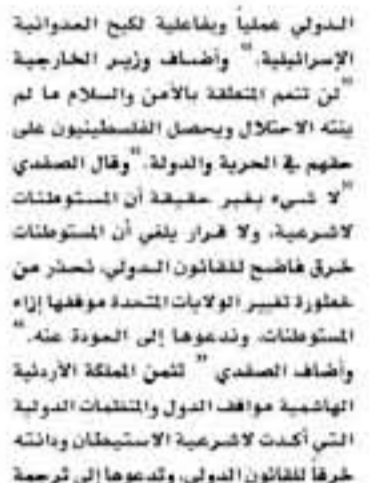 الدولي عملياً وبفاعلية لكبح العدوانية
الإسرائيلية." وأضاف وزير الخارجية
"لن تنعم المنطقة بالأمن والسلام ما لم
ينته الاحتلال ويحصل الفلسطينيون على
حقهم في الحرية والدولة." وقال الصفدي
"لا شيء يغير حقيقة أن المستوطنات
لاشرعية، ولا قرار يلغي أن المستوطنات
خرق فاضح للقانون الدولي، نحذر من
خطورة تغيير الولايات المتحدة موقفها إزاء
المستوطنات، وندعوها إلى العودة عنه."
وأضاف الصفدي " تثمن المملكة الأردنية
الهاشمية مواقف الدول والمنظمات الدولية
التي أكدت لاشرعية الاستيطان ودانته
خرقاً للقانون الدولي، وتدعوها إلى ترجمة